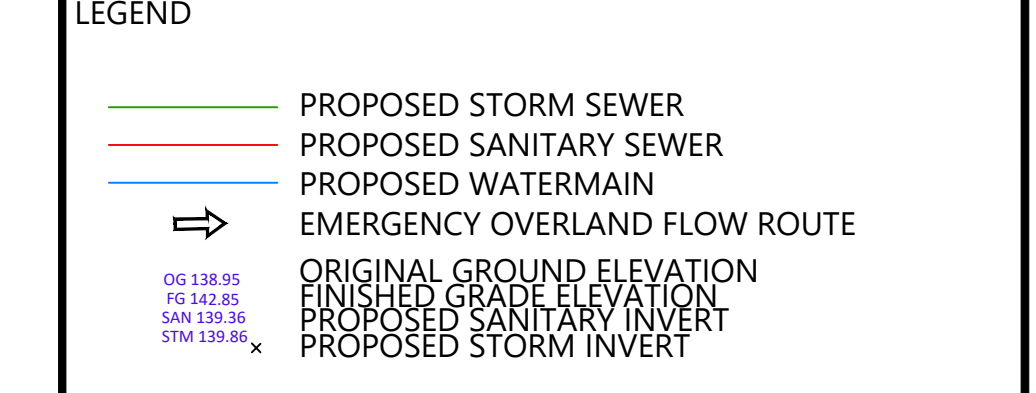 LEGEND
PROPOSED STORM SEWER
PROPOSED SANITARY SEWER
PROPOSED WATERMAIN
EMERGENCY OVERLAND FLOW ROUTE
OG 138.95 ORIGINAL GROUND ELEVATION
FG 142.85 FINISHED GRADE ELEVATION
SAN 139.36 PROPOSED SANITARY INVERT
STM 139.86 × PROPOSED STORM INVERT